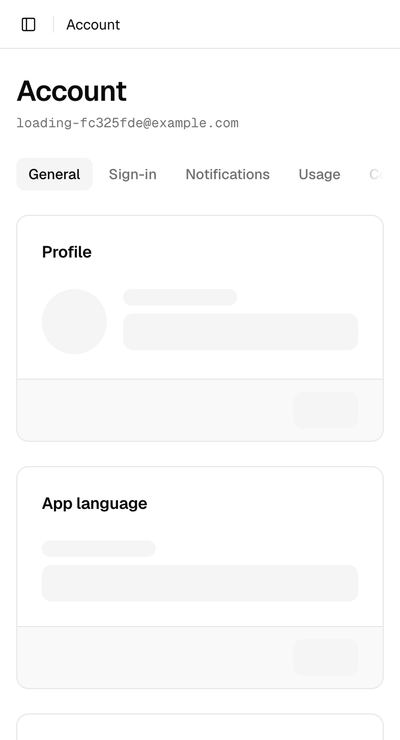 Account
Account
loading-fc325fde@example.com
General
Sign-in
Notifications
Usage
Profile
App language